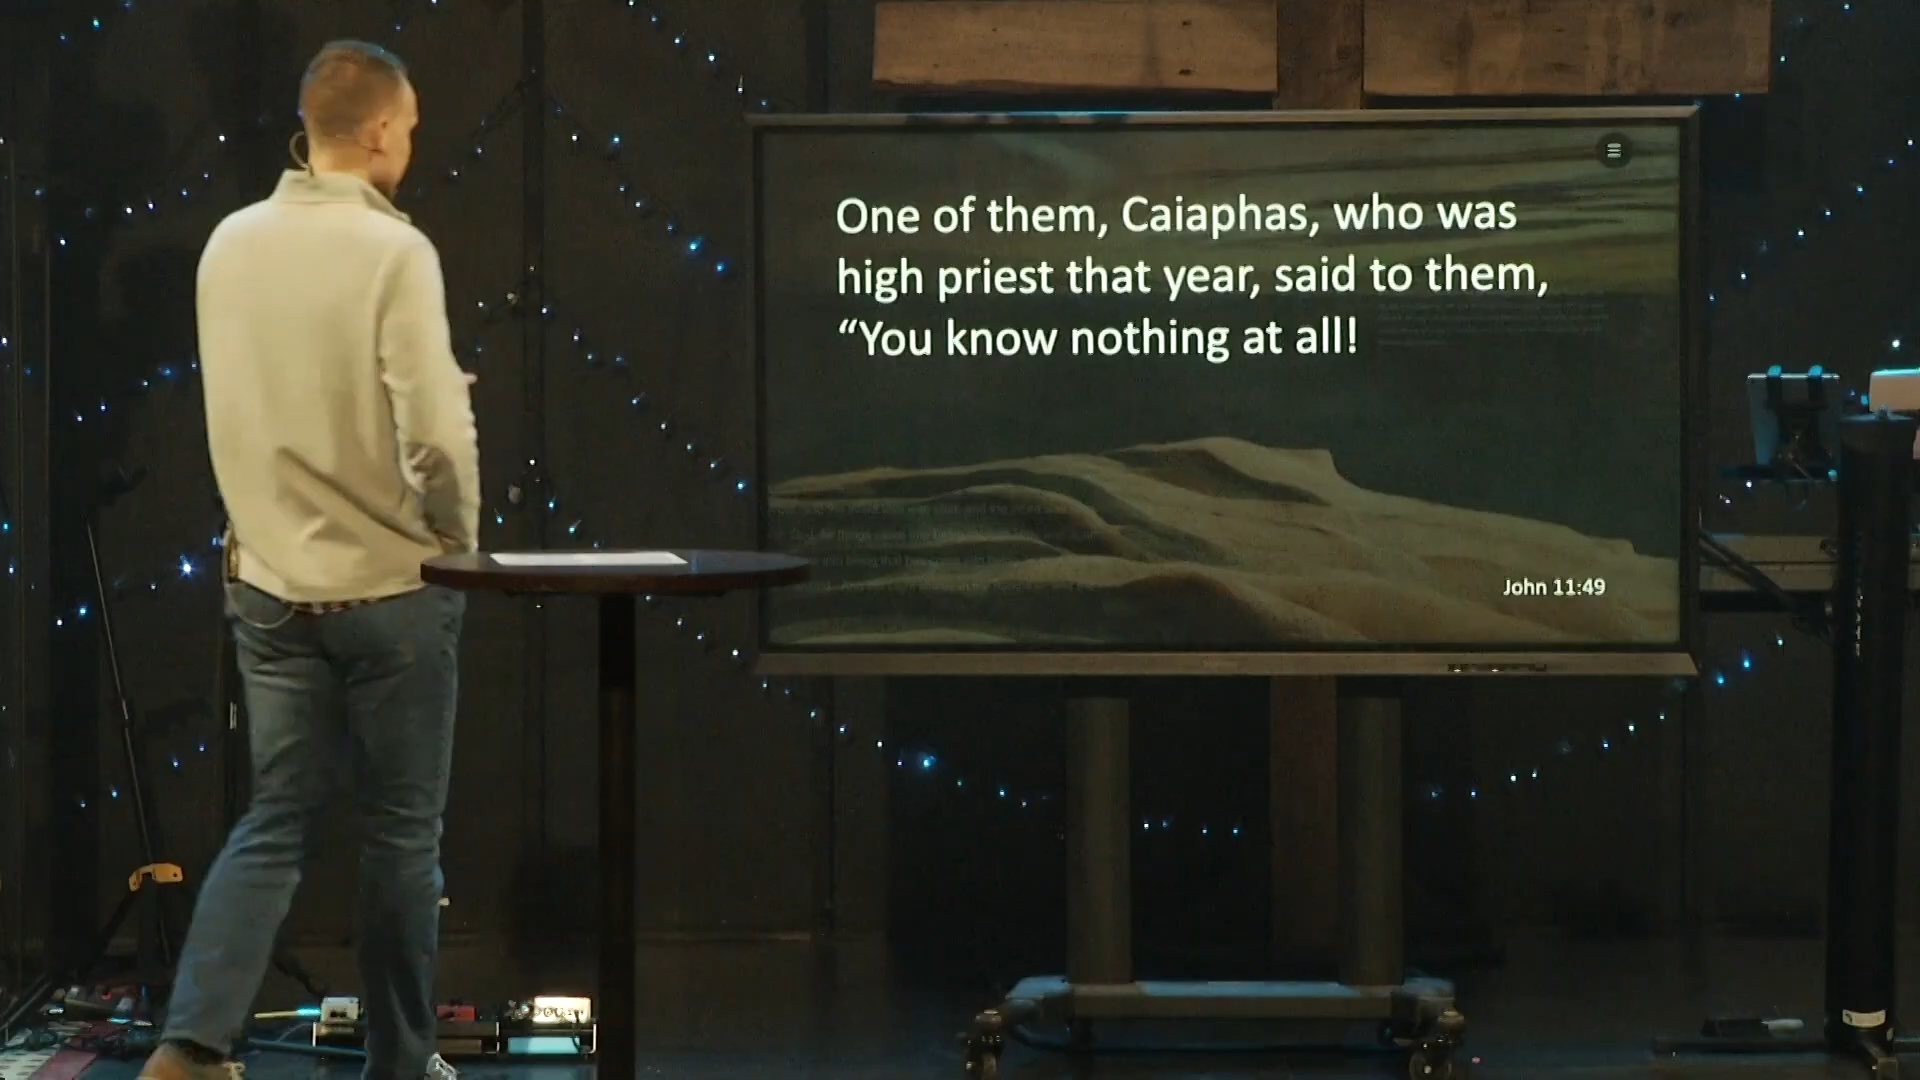 One of them, Caiaphas, who was
high priest that year, said to them,
“You know nothing at all!
John 11:49